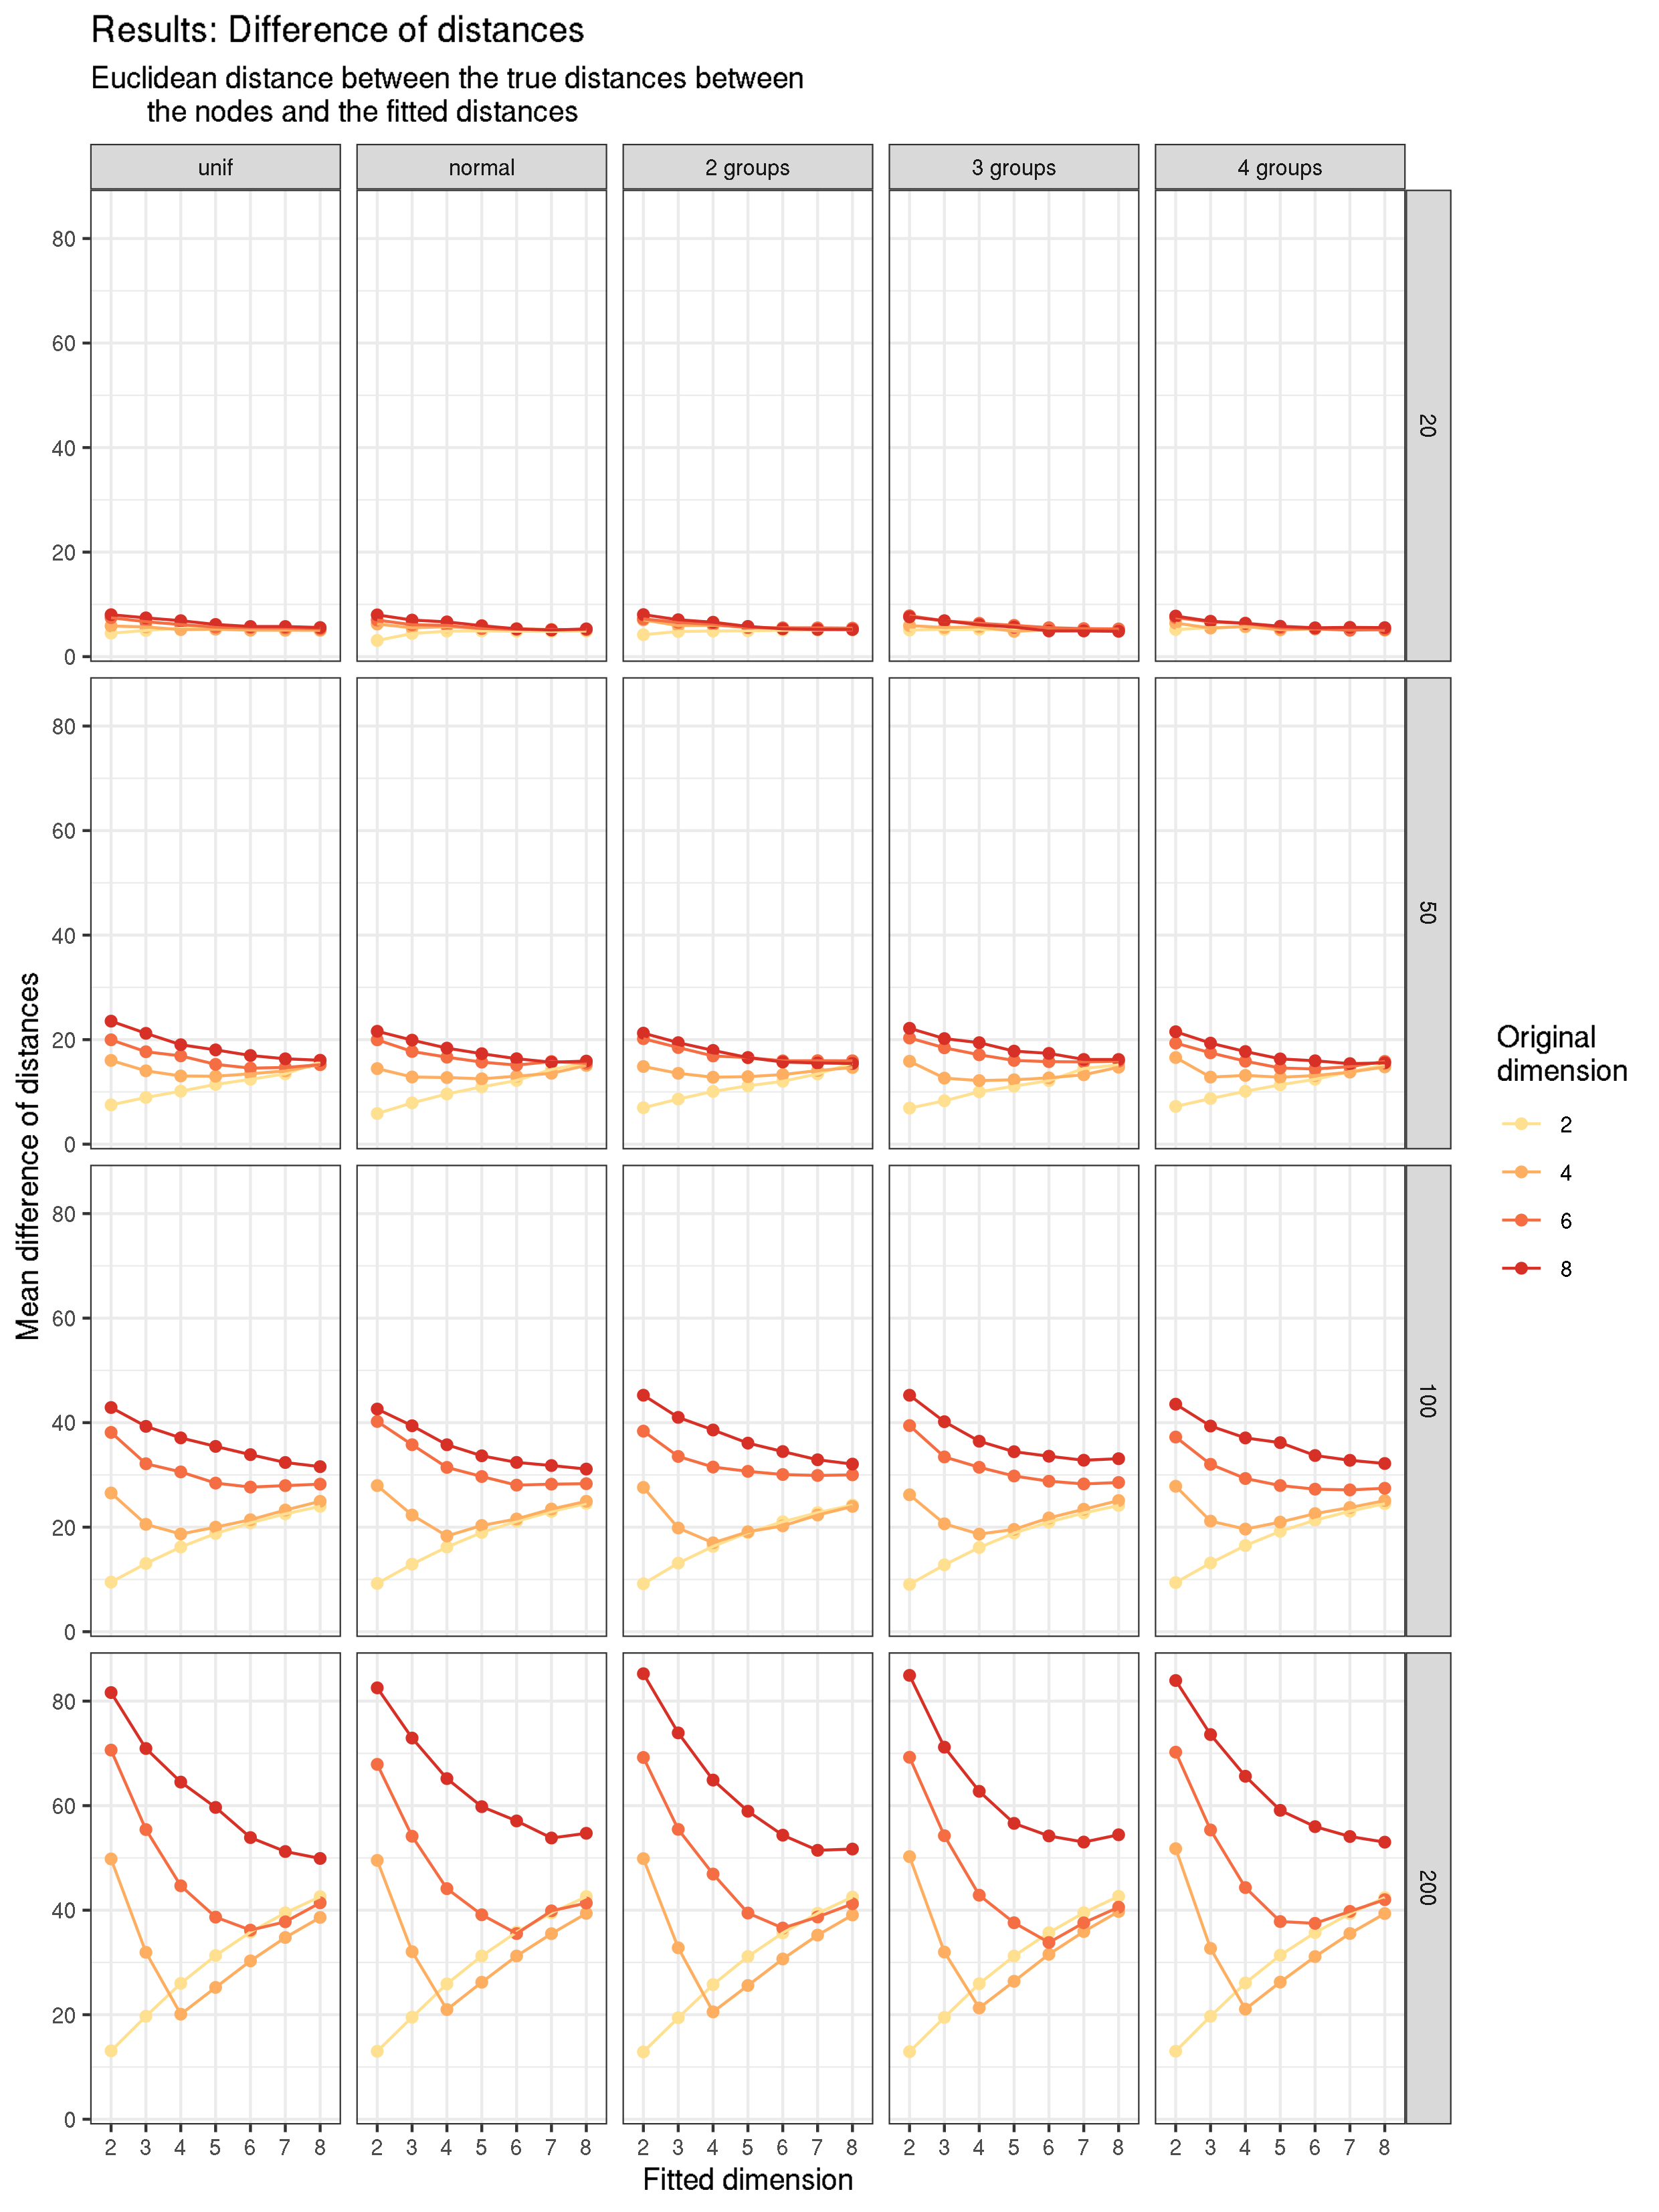 Results: Difference of distances
Euclidean distance between the true distances between
the nodes and the fitted distances
unif
normal
2 groups
3 groups
4 groups
80
60
40
20
0
20
80
60
40
20
0
50
80
60
40
20
0
100
80
60
40
20
0
200
2 3 4 5 6 7 8
2 3 4 5 6 7 8
2 3 4 5 6 7 8
2 3 4 5 6 7 8
2 3 4 5 6 7 8
Fitted dimension
Mean difference of distances
Original
dimension
2
4
6
8